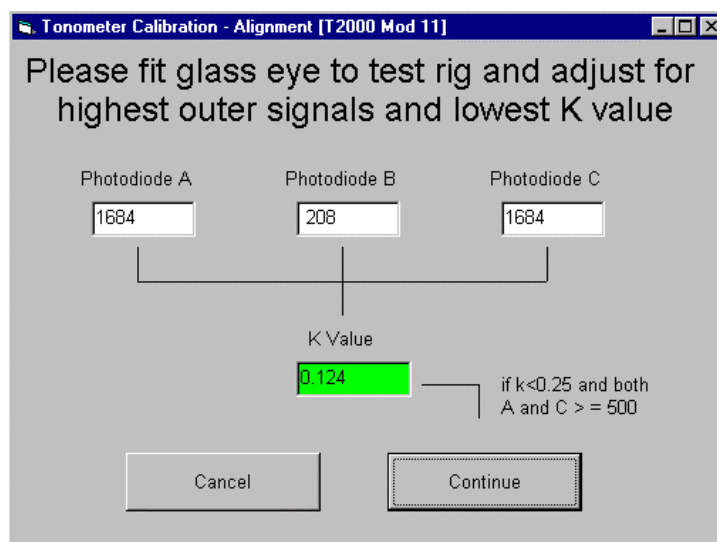 Tonometer Calibration - Alignment [T2000 Mod 11]
Please fit glass eye to test rig and adjust for
highest outer signals and lowest K value
Photodiode A
Photodiode B
Photodiode C
1684
208
1684
K Value
0.124
if k<0.25 and both
A and C > = 500
Cancel
Continue